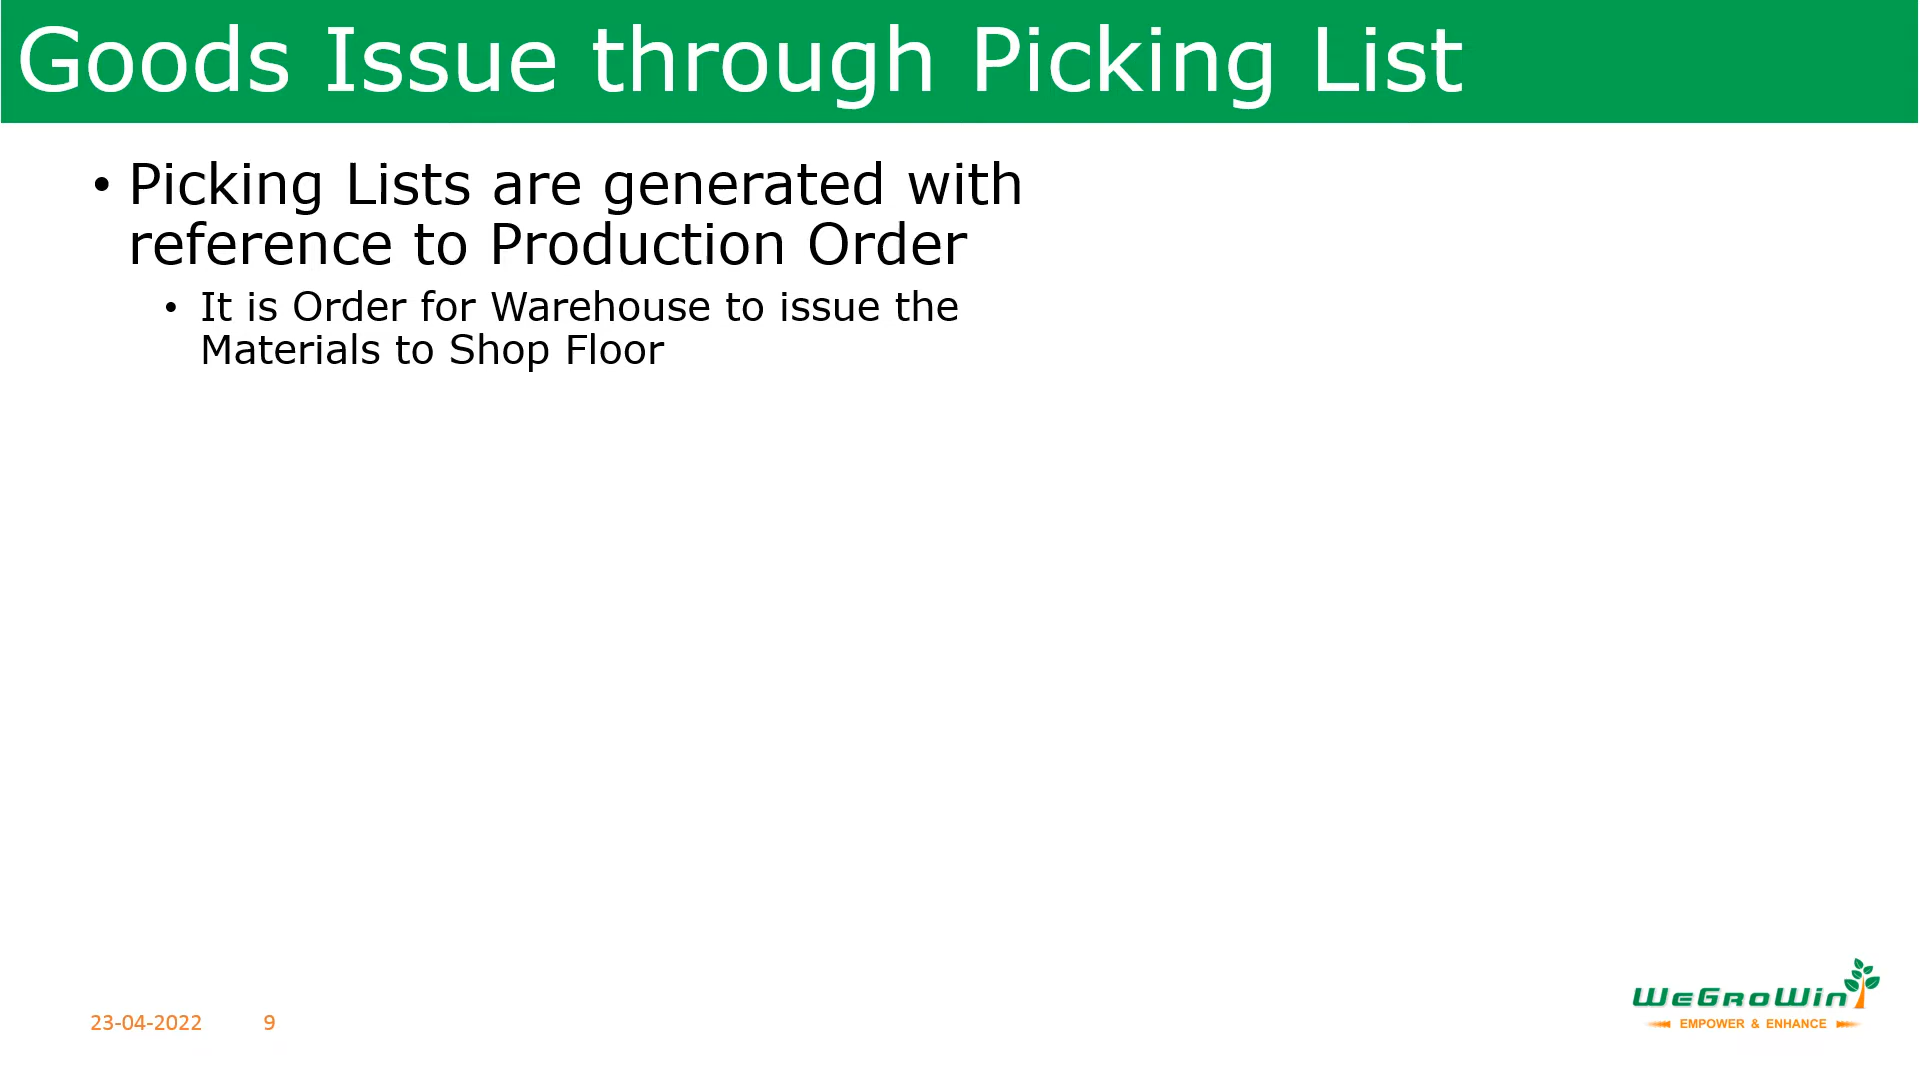 Goods Issue through Picking List
• Picking Lists are generated with
reference to Production Order
• It is Order for Warehouse to issue the
Materials to Shop Floor
23-04-2022 9
WeGroWin
EMPOWER & ENHANCE